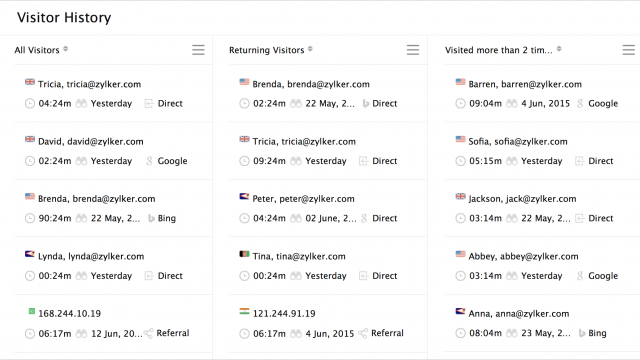 Visitor History
All Visitors
Tricia, tricia@zylker.com
04:24m Yesterday Direct
David, david@zylker.com
02:24m Yesterday Google
Brenda, brenda@zylker.com
90:24m 22 May, 2... Bing
Lynda, lynda@zylker.com
00:24m Yesterday Direct
168.244.10.19
06:17m 12 Jun, 20... Referral
Returning Visitors
Brenda, brenda@zylker.com
02:24m 22 May, 2... Direct
Tricia, tricia@zylker.com
09:24m Yesterday Direct
Peter, peter@zylker.com
04:24m 02 June, 2... Direct
Tina, tina@zylker.com
00:24m Yesterday Direct
121.244.91.19
06:17m 4 Jun, 2015 Referral
Visited more than 2 tim...
Barren, barren@zylker.com
09:04m 4 Jun, 2015 Google
Sofia, sofia@zylker.com
05:15m Yesterday Direct
Jackson, jack@zylker.com
03:14m 22 May, 2... Direct
Abbey, abbey@zylker.com
03:14m Yesterday Google
Anna, anna@zylker.com
08:04m 23 May, 2... Bing